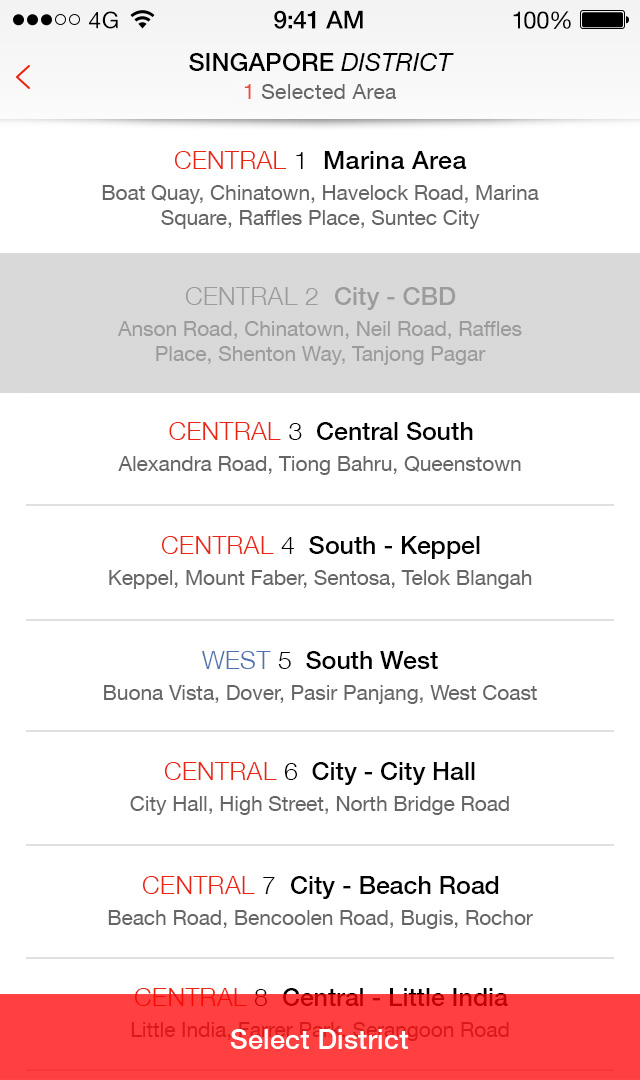 4G 9:41 AM 100%
SINGAPORE DISTRICT
1 Selected Area
CENTRAL 1 Marina Area
Boat Quay, Chinatown, Havelock Road, Marina
Square, Raffles Place, Suntec City
CENTRAL 2 City - CBD
Anson Road, Chinatown, Neil Road, Raffles
Place, Shenton Way, Tanjong Pagar
CENTRAL 3 Central South
Alexandra Road, Tiong Bahru, Queenstown
CENTRAL 4 South - Keppel
Keppel, Mount Faber, Sentosa, Telok Blangah
WEST 5 South West
Buona Vista, Dover, Pasir Panjang, West Coast
CENTRAL 6 City - City Hall
City Hall, High Street, North Bridge Road
CENTRAL 7 City - Beach Road
Beach Road, Bencoolen Road, Bugis, Rochor
CENTRAL 8 Central - Little India
Little India, Farrer Park, Serangoon Road
Select District